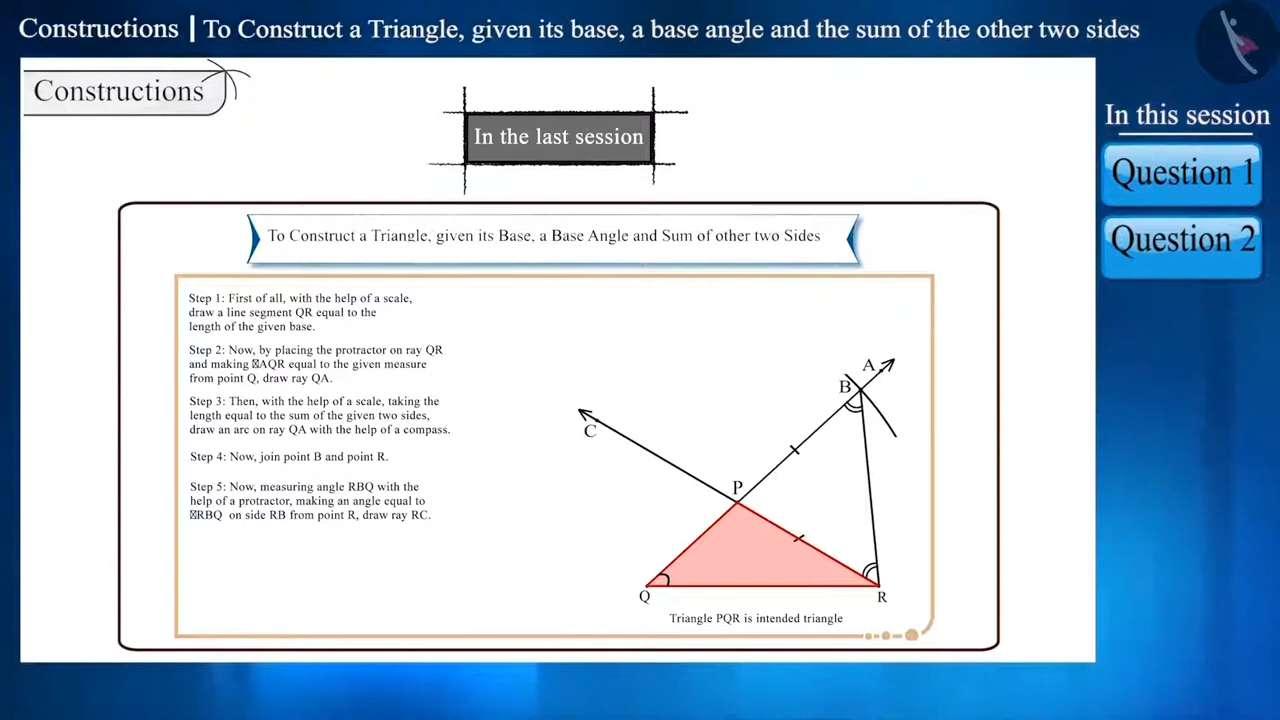 Constructions | To Construct a Triangle, given its base, a base angle and the sum of the other two sides
Constructions
In the last session
In this session
Question 1
Question 2
To Construct a Triangle, given its Base, a Base Angle and Sum of other two Sides
Step 1: First of all, with the help of a scale,
draw a line segment QR equal to the
length of the given base.
Step 2: Now, by placing the protractor on ray QR
and making ☒AQR equal to the given measure
from point Q, draw ray QA.
Step 3: Then, with the help of a scale, taking the
length equal to the sum of the given two sides,
draw an arc on ray QA with the help of a compass.
Step 4: Now, join point B and point R.
Step 5: Now, measuring angle RBQ with the
help of a protractor, making an angle equal to
☒RBQ on side RB from point R, draw ray RC.
A
B
C
P
Q
R
Triangle PQR is intended triangle